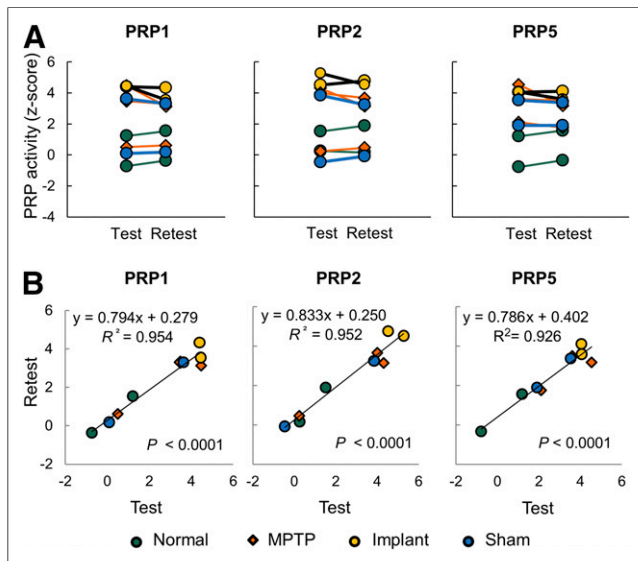 A
PRP1 PRP2 PRP5
PRP activity (z-score)
6
4
2
0
-2
-4
Test Retest Test Retest Test Retest
B
PRP1 PRP2 PRP5
y = 0.794x + 0.279 y = 0.833x + 0.250 y = 0.786x + 0.402
R² = 0.954 R² = 0.952 R²= 0.926
Retest
6
4
2
0
-2
P < 0.0001 P < 0.0001 P < 0.0001
-2 0 2 4 6 -2 0 2 4 6 -2 0 2 4 6
Test Test Test
Normal MPTP Implant Sham